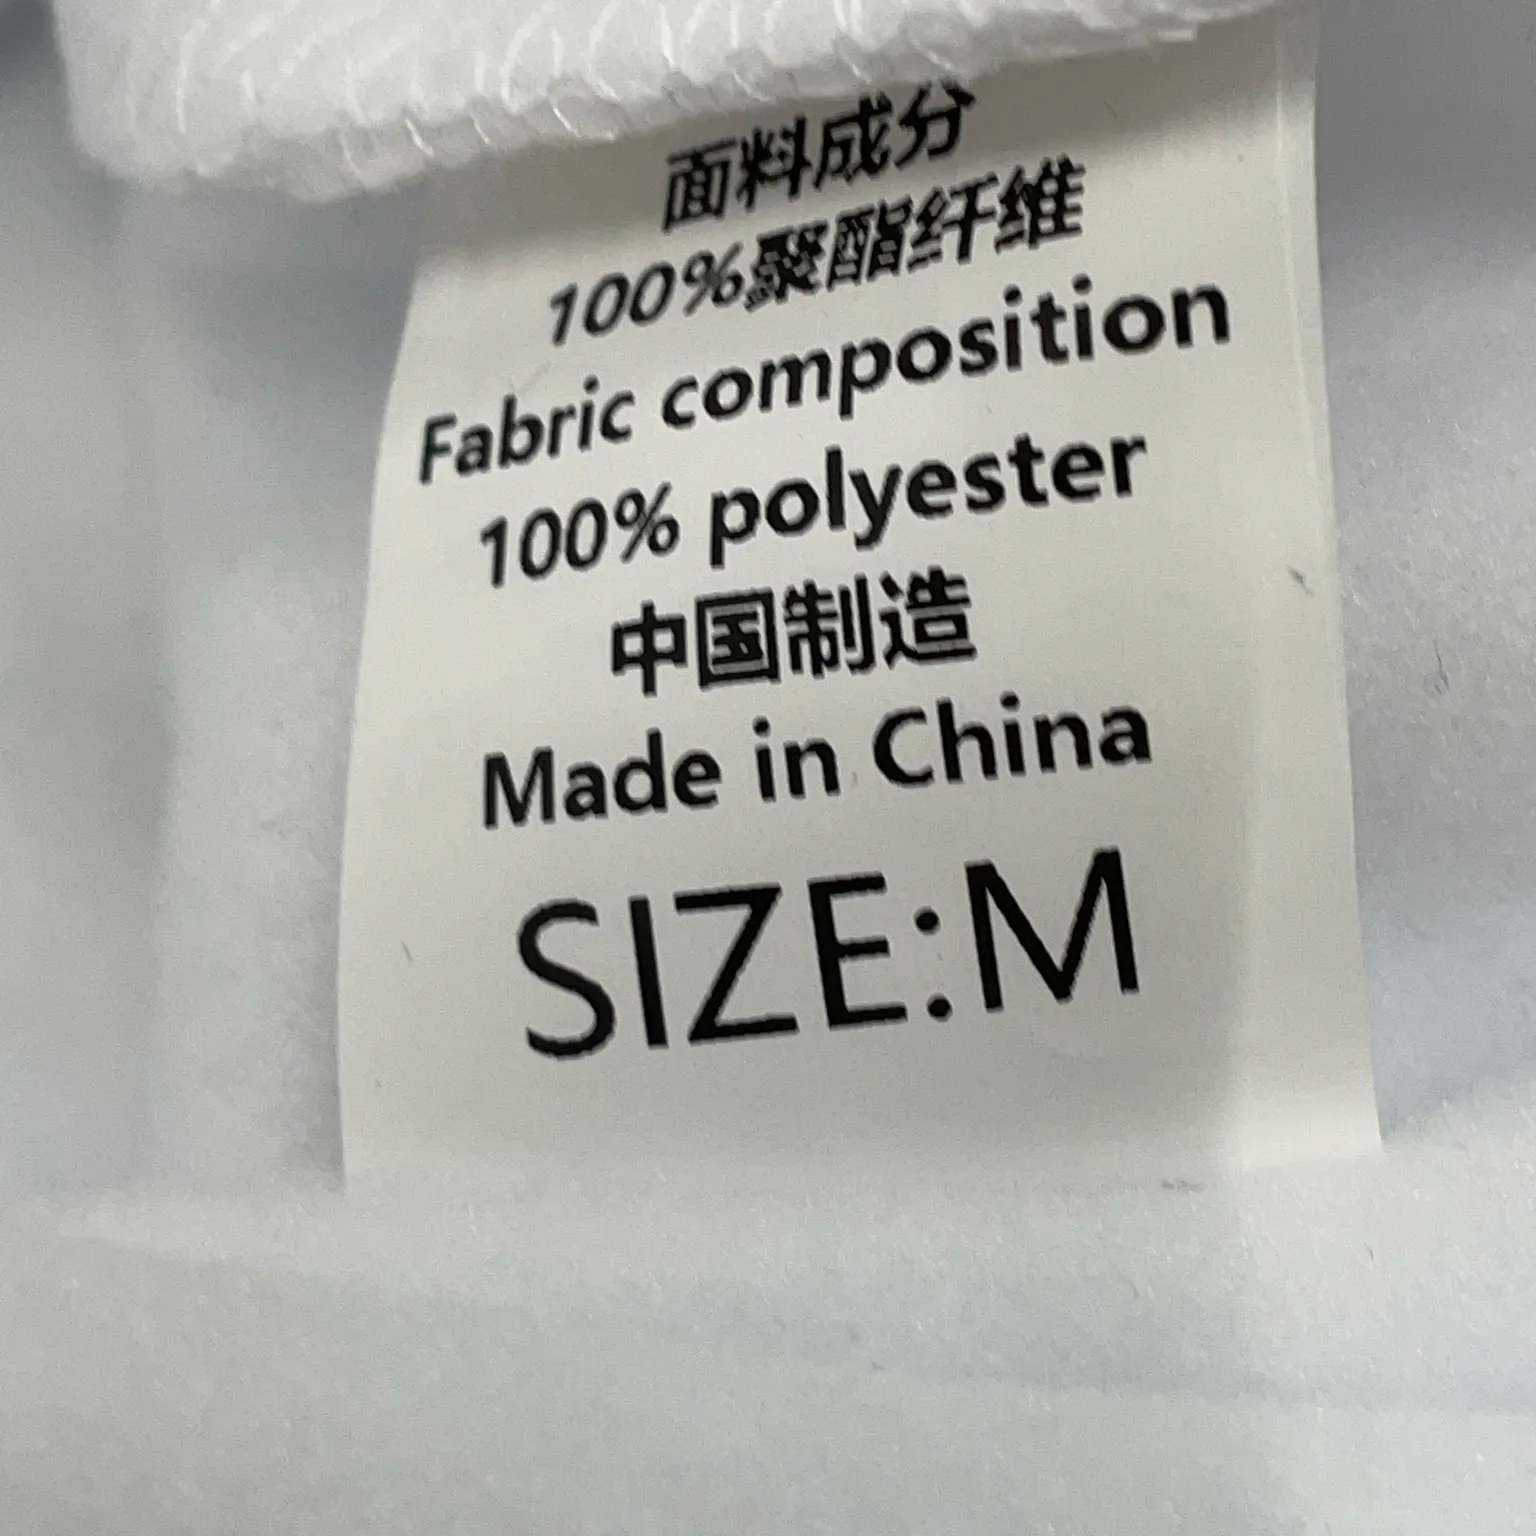 面料成分
100%聚酯纤维
Fabric composition
100% polyester
中国制造
Made in China
SIZE:M